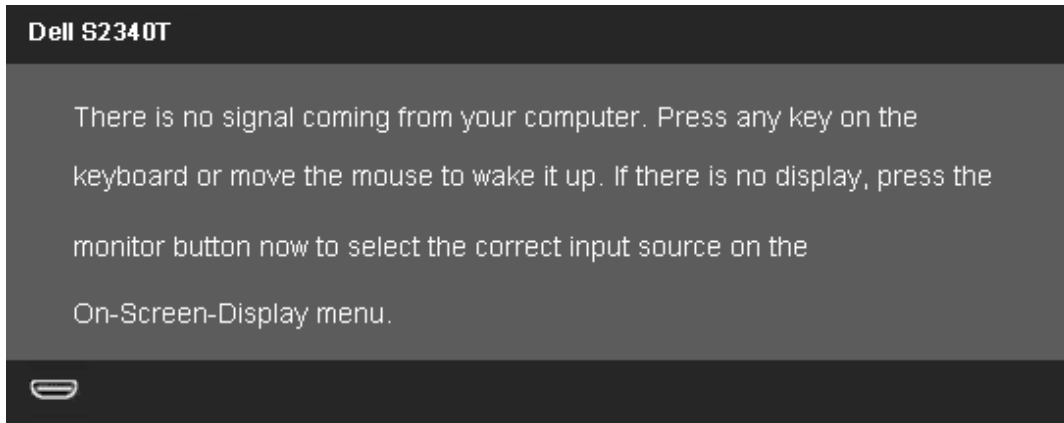 Dell S2340T
There is no signal coming from your computer. Press any key on the
keyboard or move the mouse to wake it up. If there is no display, press the
monitor button now to select the correct input source on the
On-Screen-Display menu.